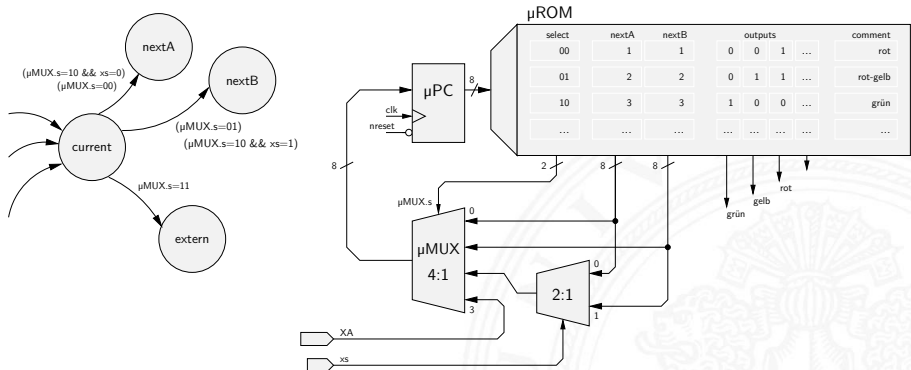 nextA
(µMUX.s=10 && xs=0)
(µMUX.s=00)
nextB
(µMUX.s=01)
(µMUX.s=10 && xs=1)
current
µMUX.s=11
extern
µROM
select nextA nextB outputs comment
00 1 1 0 0 1 ... rot
01 2 2 0 1 1 ... rot-gelb
10 3 3 1 0 0 ... grün
... ... ... ... ... ... ... ...
µPC
8
clk
nreset
8
2
8
8
µMUX.s
0
µMUX
4:1
3
0
2:1
1
grün
gelb
rot
XA
xs